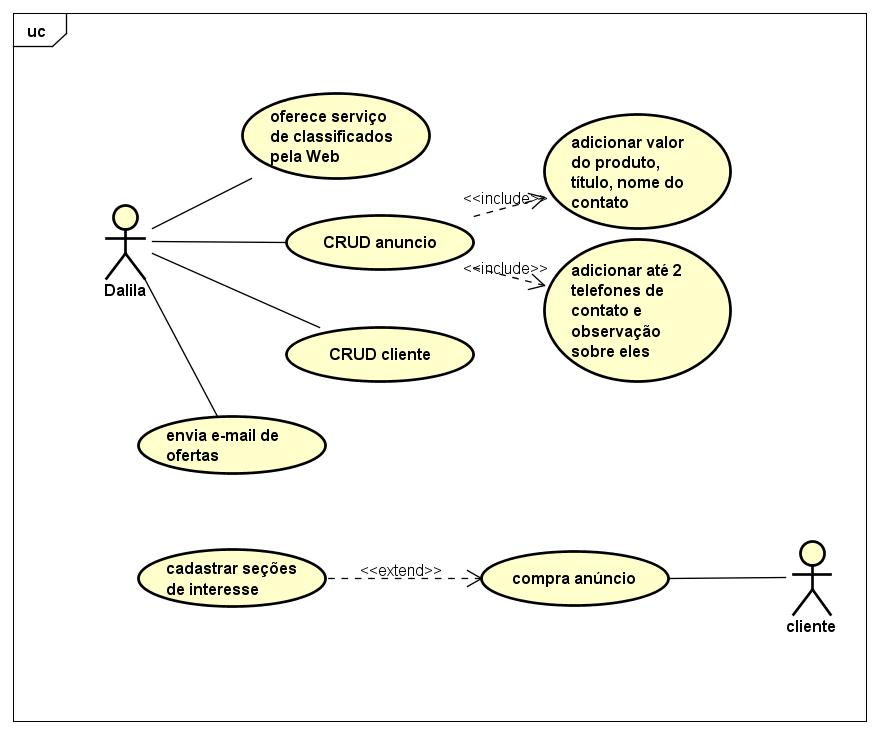 uc
oferece serviço
de classificados
pela Web
adicionar valor
do produto,
título, nome do
contato
<<include>>
CRUD anuncio
<<include>>
adicionar até 2
telefones de
contato e
observação
sobre eles
Dalila
CRUD cliente
envia e-mail de
ofertas
cadastrar seções
de interesse
<<extend>>
compra anúncio
cliente